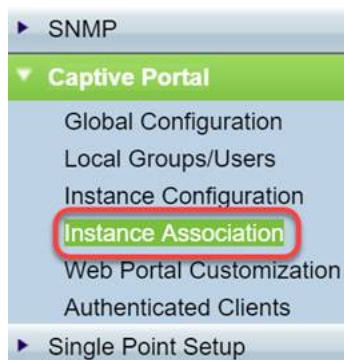 SNMP
Captive Portal
Global Configuration
Local Groups/Users
Instance Configuration
Instance Association
Web Portal Customization
Authenticated Clients
Single Point Setup